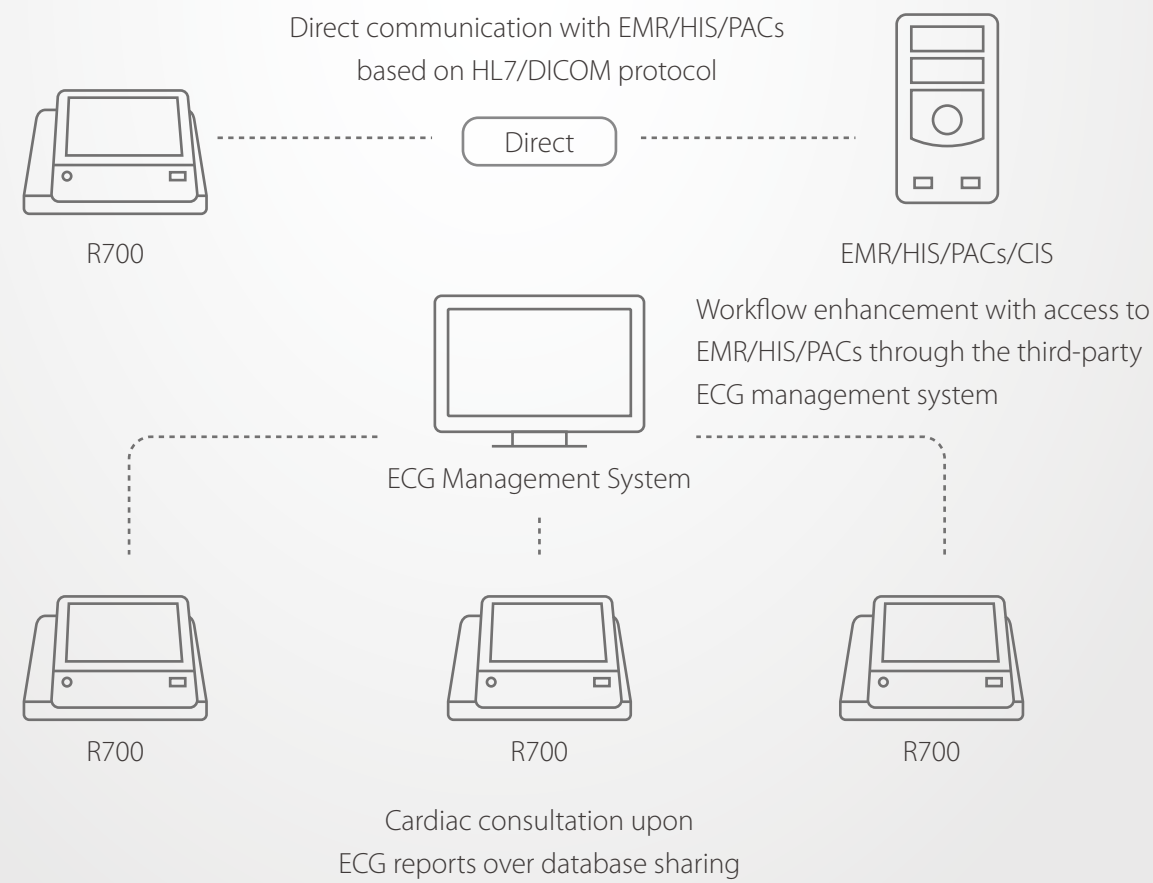 Direct communication with EMR/HIS/PACs
based on HL7/DICOM protocol
Direct
R700
EMR/HIS/PACs/CIS
Workflow enhancement with access to
EMR/HIS/PACs through the third-party
ECG management system
ECG Management System
R700
R700
R700
Cardiac consultation upon
ECG reports over database sharing